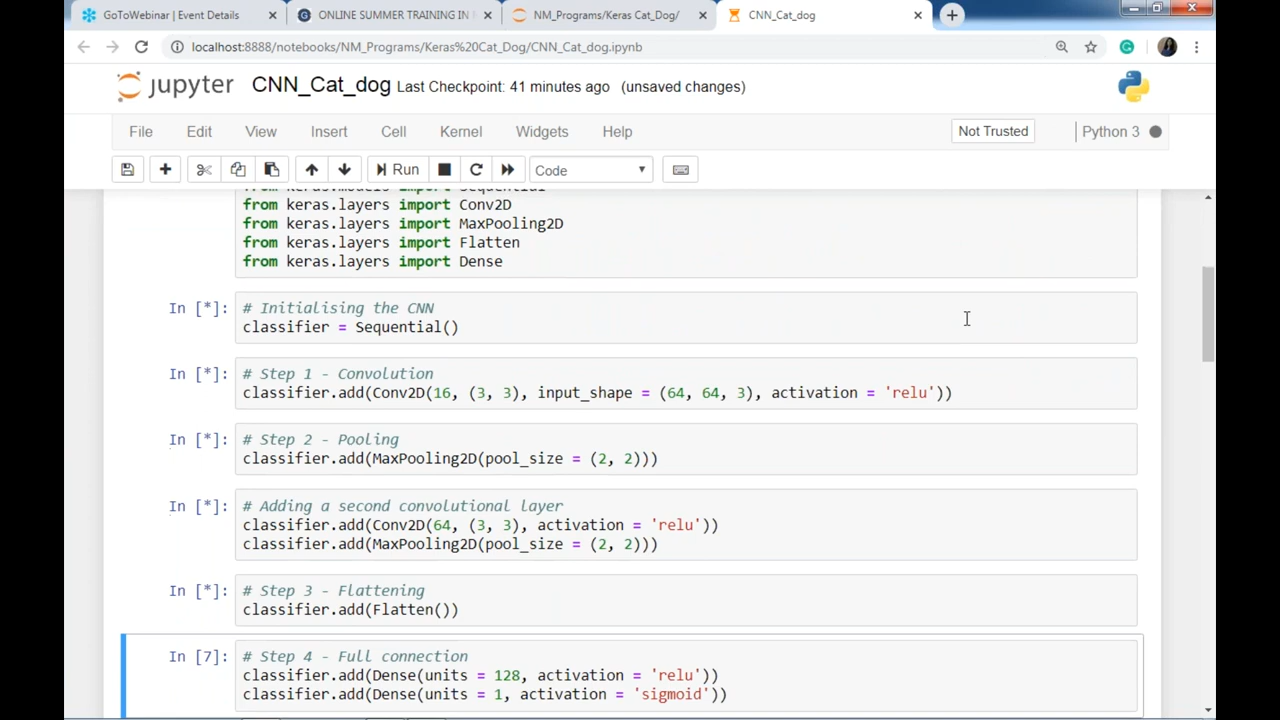 GoToWebinar | Event Details
ONLINE SUMMER TRAINING IN
NM_Programs/Keras Cat_Dog/
CNN_Cat_dog
localhost:8888/notebooks/NM_Programs/Keras%20Cat_Dog/CNN_Cat_dog.ipynb
jupyter CNN_Cat_dog Last Checkpoint: 41 minutes ago (unsaved changes)
File Edit View Insert Cell Kernel Widgets Help Not Trusted Python 3
Run Code
from keras.models import Sequential
from keras.layers import Conv2D
from keras.layers import MaxPooling2D
from keras.layers import Flatten
from keras.layers import Dense
In [*]: # Initialising the CNN
classifier = Sequential()
In [*]: # Step 1 - Convolution
classifier.add(Conv2D(16, (3, 3), input_shape = (64, 64, 3), activation = 'relu'))
In [*]: # Step 2 - Pooling
classifier.add(MaxPooling2D(pool_size = (2, 2)))
In [*]: # Adding a second convolutional layer
classifier.add(Conv2D(64, (3, 3), activation = 'relu'))
classifier.add(MaxPooling2D(pool_size = (2, 2)))
In [*]: # Step 3 - Flattening
classifier.add(Flatten())
In [7]: # Step 4 - Full connection
classifier.add(Dense(units = 128, activation = 'relu'))
classifier.add(Dense(units = 1, activation = 'sigmoid'))